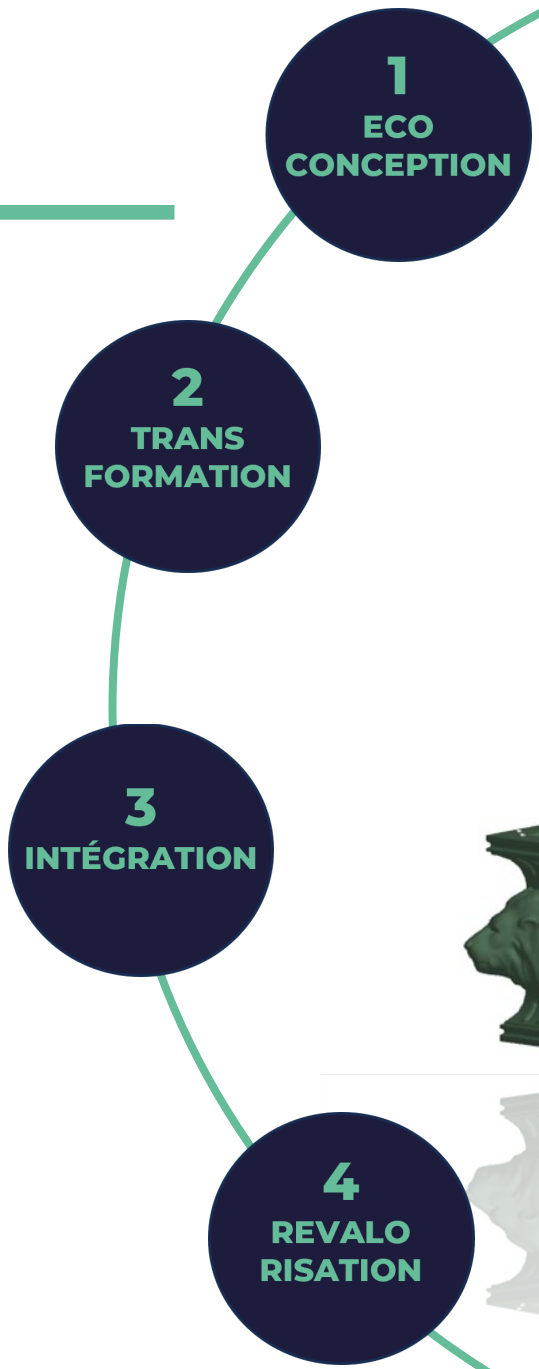 1
ECO
CONCEPTION
2
TRANS
FORMATION
3
INTÉGRATION
4
REVALO
RISATION